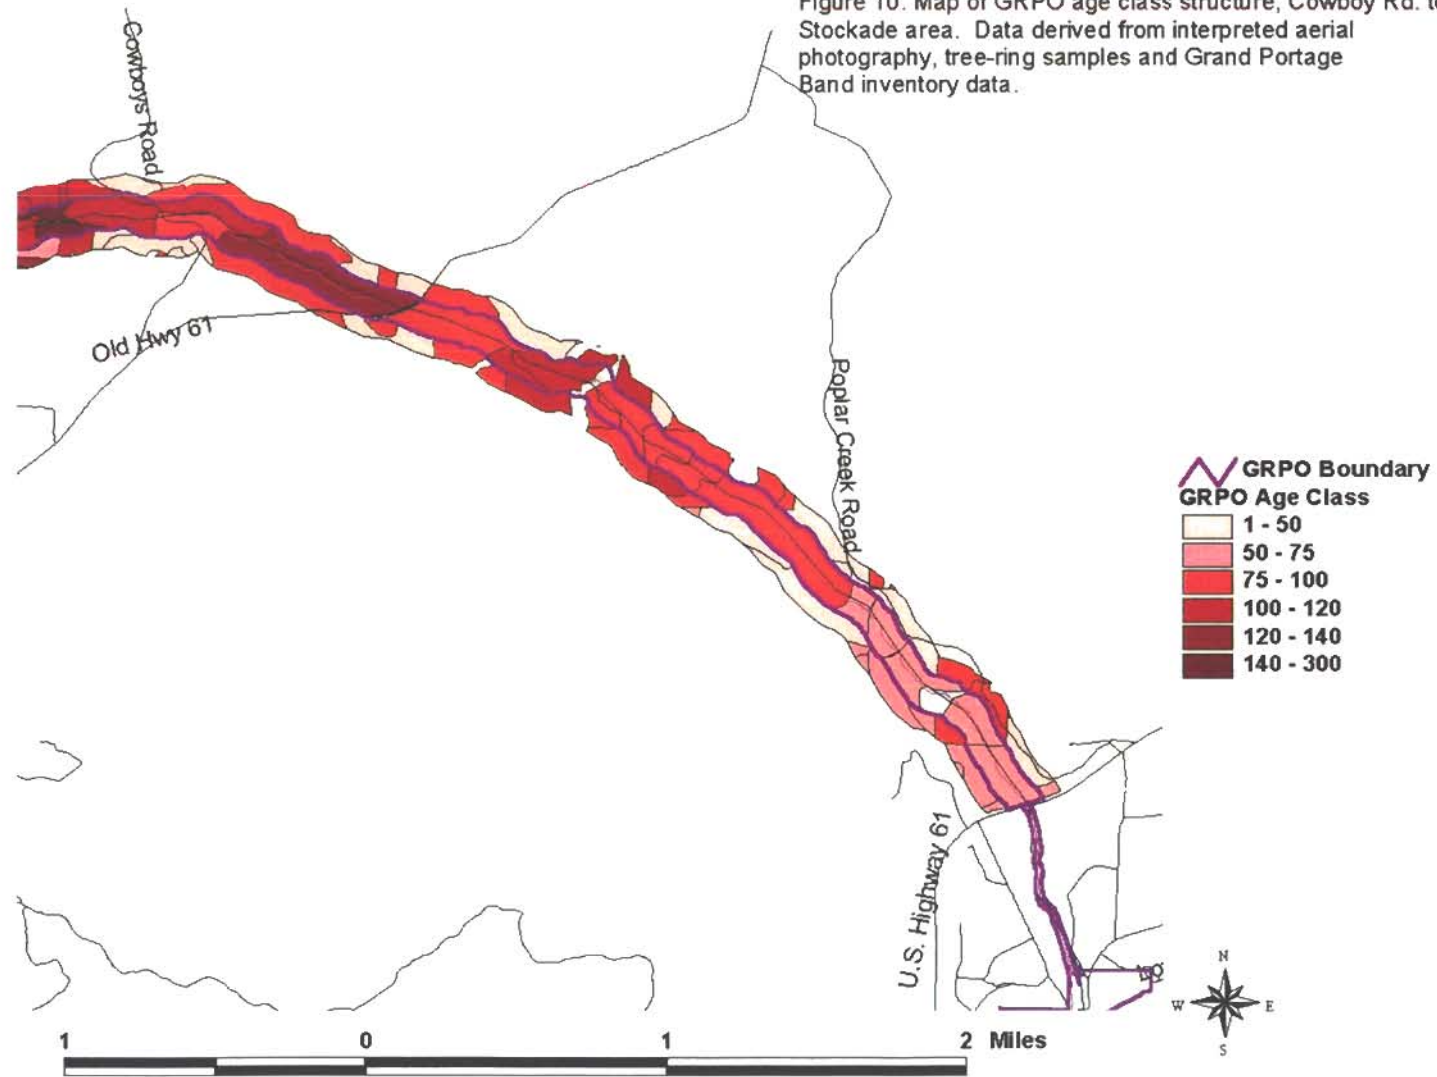 Figure 10. Map of GRPO age class structure, Cowboy Rd. to
Stockade area. Data derived from interpreted aerial
photography, tree-ring samples and Grand Portage
Band inventory data.
Cowboys Road
Old Hwy 61
Poplar Creek Road
U.S. Highway 61
GRPO Boundary
GRPO Age Class
1 - 50
50 - 75
75 - 100
100 - 120
120 - 140
140 - 300
N
W
E
S
1
0
1
2 Miles